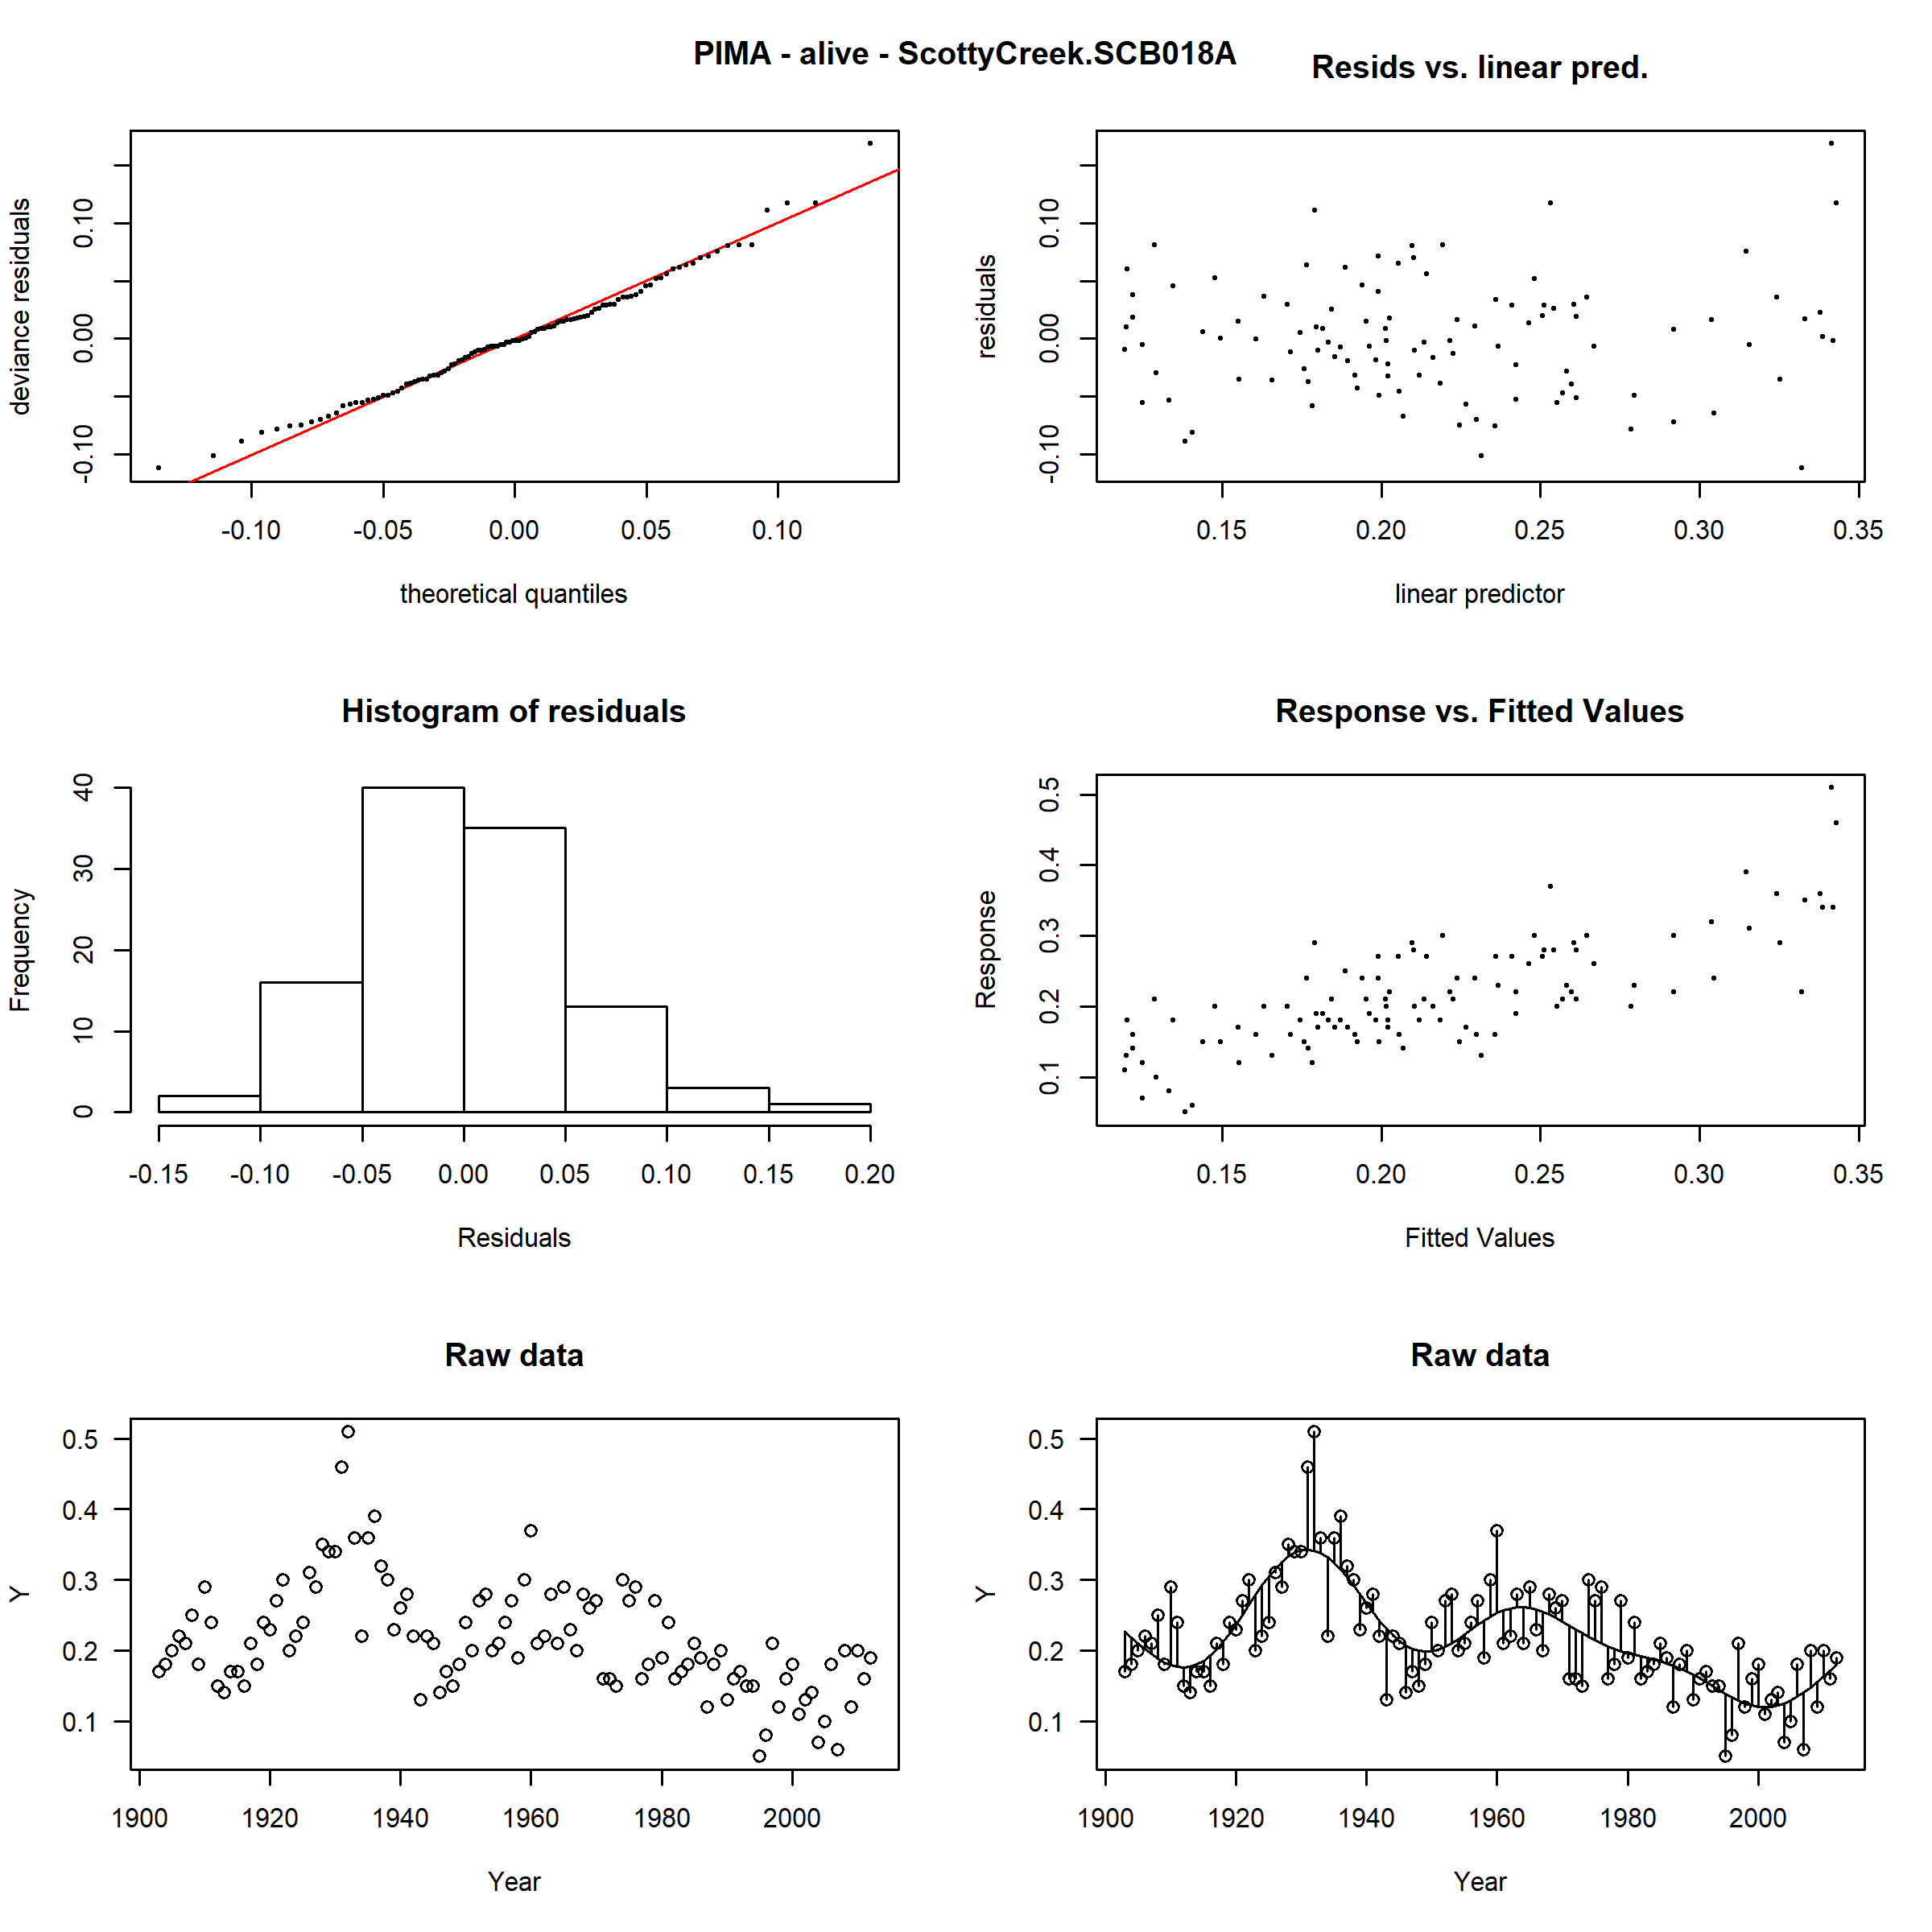 PIMA - alive - ScottyCreek.SCB018A
Resids vs. linear pred.
deviance residuals
-0.10 0.00 0.10
-0.10 -0.05 0.00 0.05 0.10
theoretical quantiles
residuals
-0.10 0.00 0.10
0.15 0.20 0.25 0.30 0.35
linear predictor
Histogram of residuals
Frequency
0 10 20 30 40
-0.15 -0.10 -0.05 0.00 0.05 0.10 0.15 0.20
Residuals
Response vs. Fitted Values
Response
0.1 0.2 0.3 0.4 0.5
0.15 0.20 0.25 0.30 0.35
Fitted Values
Raw data
Y
0.5
0.4
0.3
0.2
0.1
1900 1920 1940 1960 1980 2000
Year
Raw data
Y
0.5
0.4
0.3
0.2
0.1
1900 1920 1940 1960 1980 2000
Year